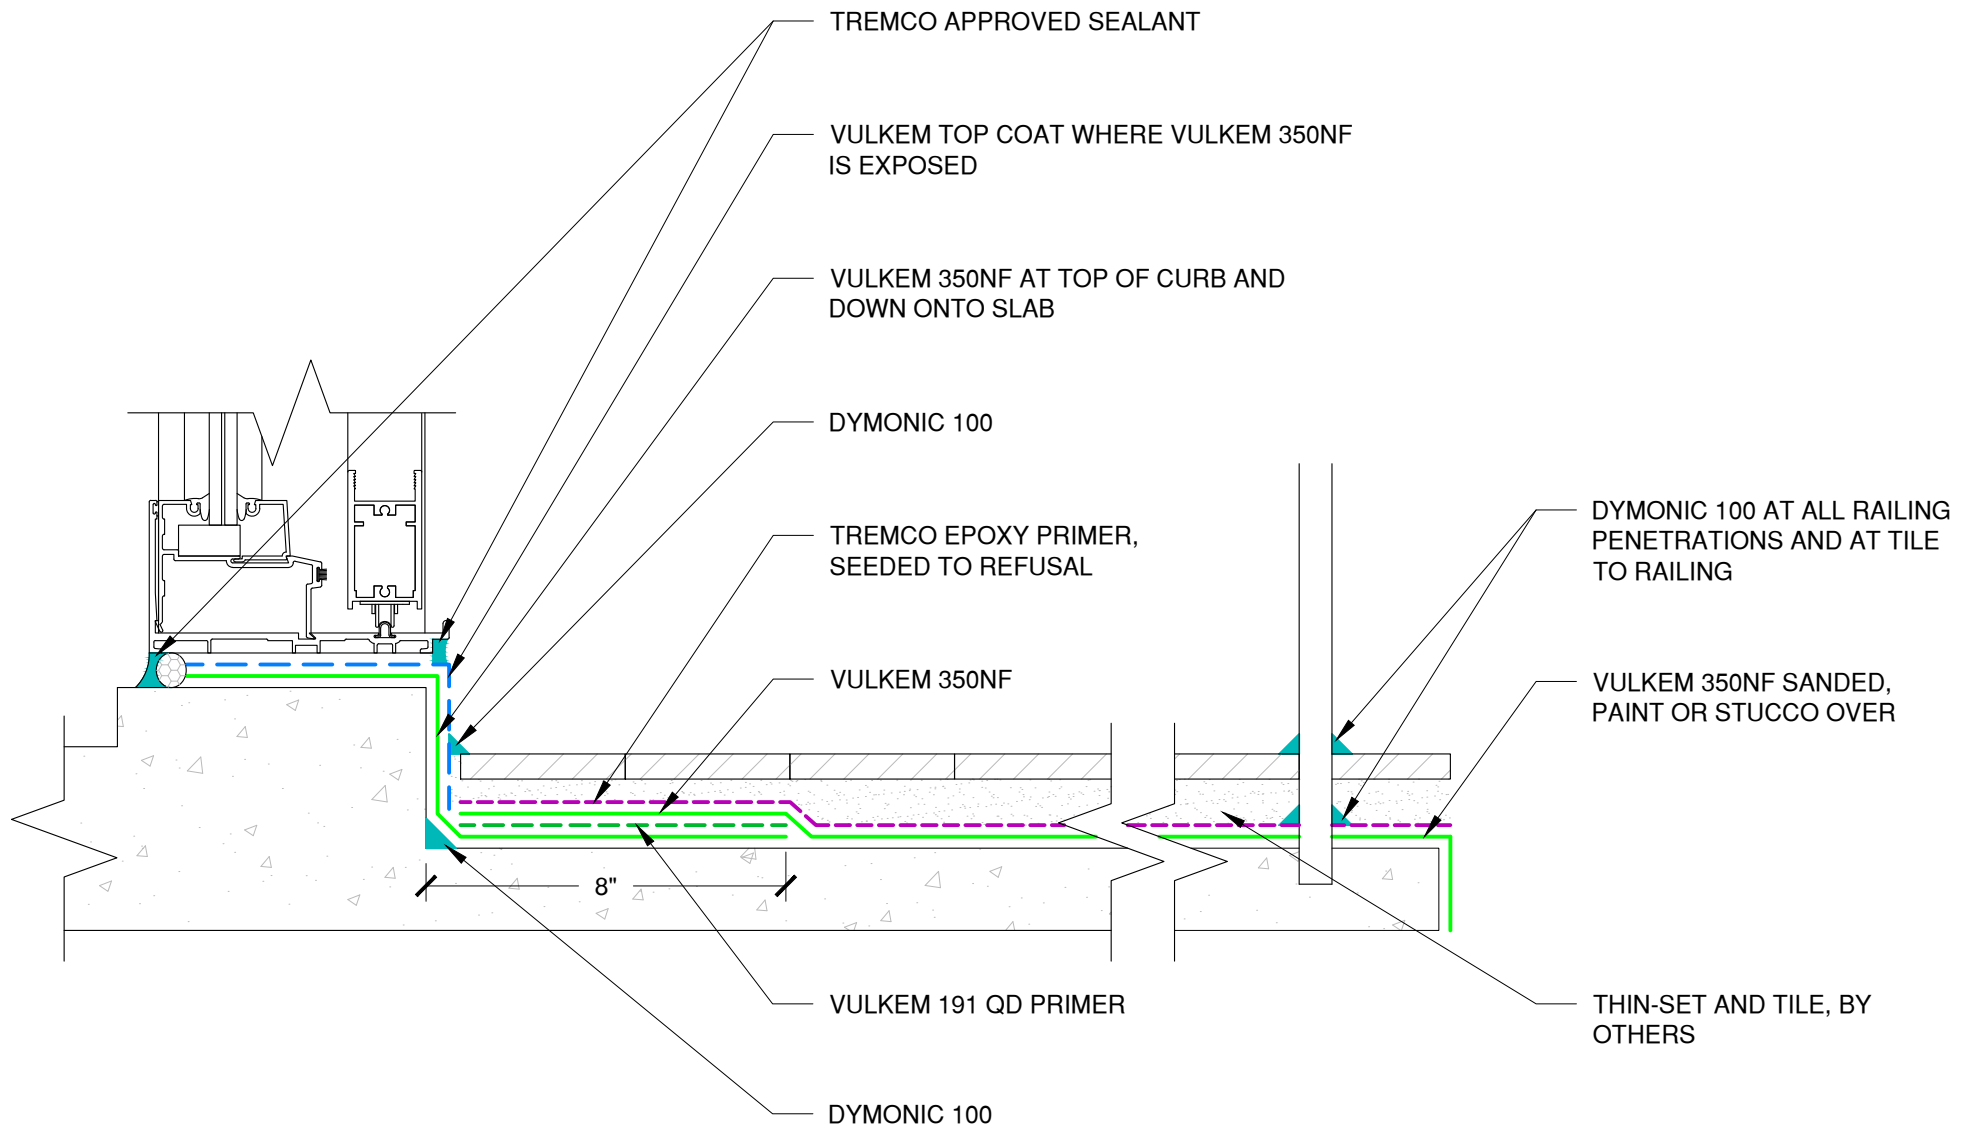 TREMCO APPROVED SEALANT
VULKEM TOP COAT WHERE VULKEM 350NF
IS EXPOSED
VULKEM 350NF AT TOP OF CURB AND
DOWN ONTO SLAB
DYMONIC 100
TREMCO EPOXY PRIMER,
SEEDED TO REFUSAL
VULKEM 350NF
8"
VULKEM 191 QD PRIMER
DYMONIC 100
DYMONIC 100 AT ALL RAILING
PENETRATIONS AND AT TILE
TO RAILING
VULKEM 350NF SANDED,
PAINT OR STUCCO OVER
THIN-SET AND TILE, BY
OTHERS